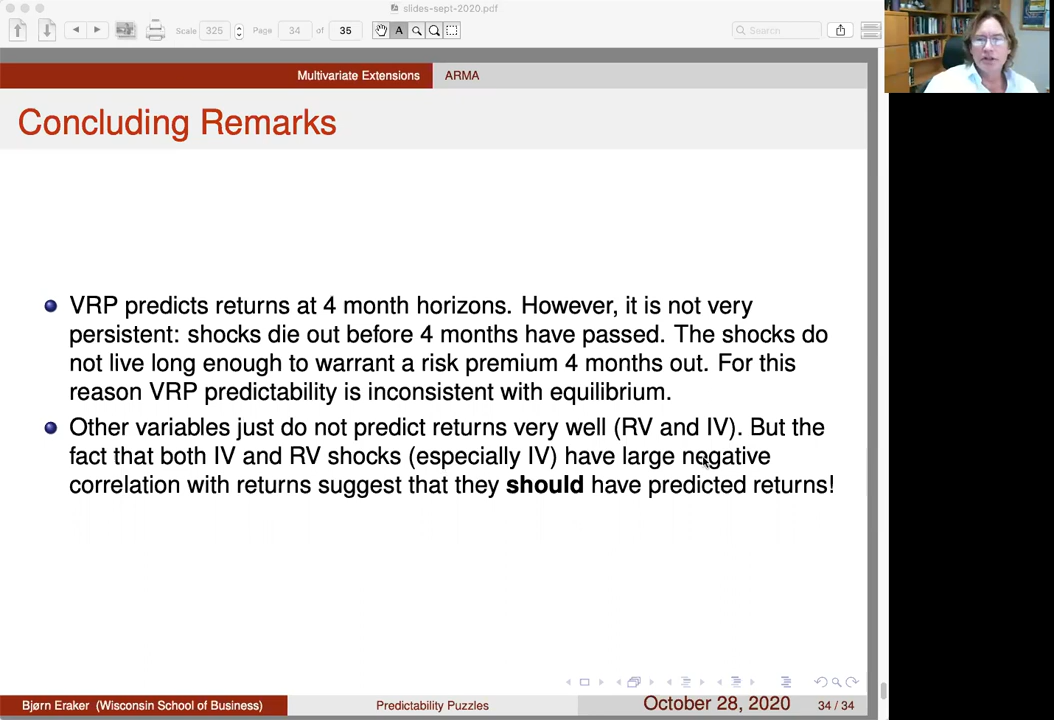 slides-sept-2020.pdf
Scale 325 Page 34 of 35 A Search
Multivariate Extensions ARMA
Concluding Remarks
VRP predicts returns at 4 month horizons. However, it is not very
persistent: shocks die out before 4 months have passed. The shocks do
not live long enough to warrant a risk premium 4 months out. For this
reason VRP predictability is inconsistent with equilibrium.
Other variables just do not predict returns very well (RV and IV). But the
fact that both IV and RV shocks (especially IV) have large negative
correlation with returns suggest that they should have predicted returns!
Bjørn Eraker (Wisconsin School of Business) Predictability Puzzles October 28, 2020 34 / 34